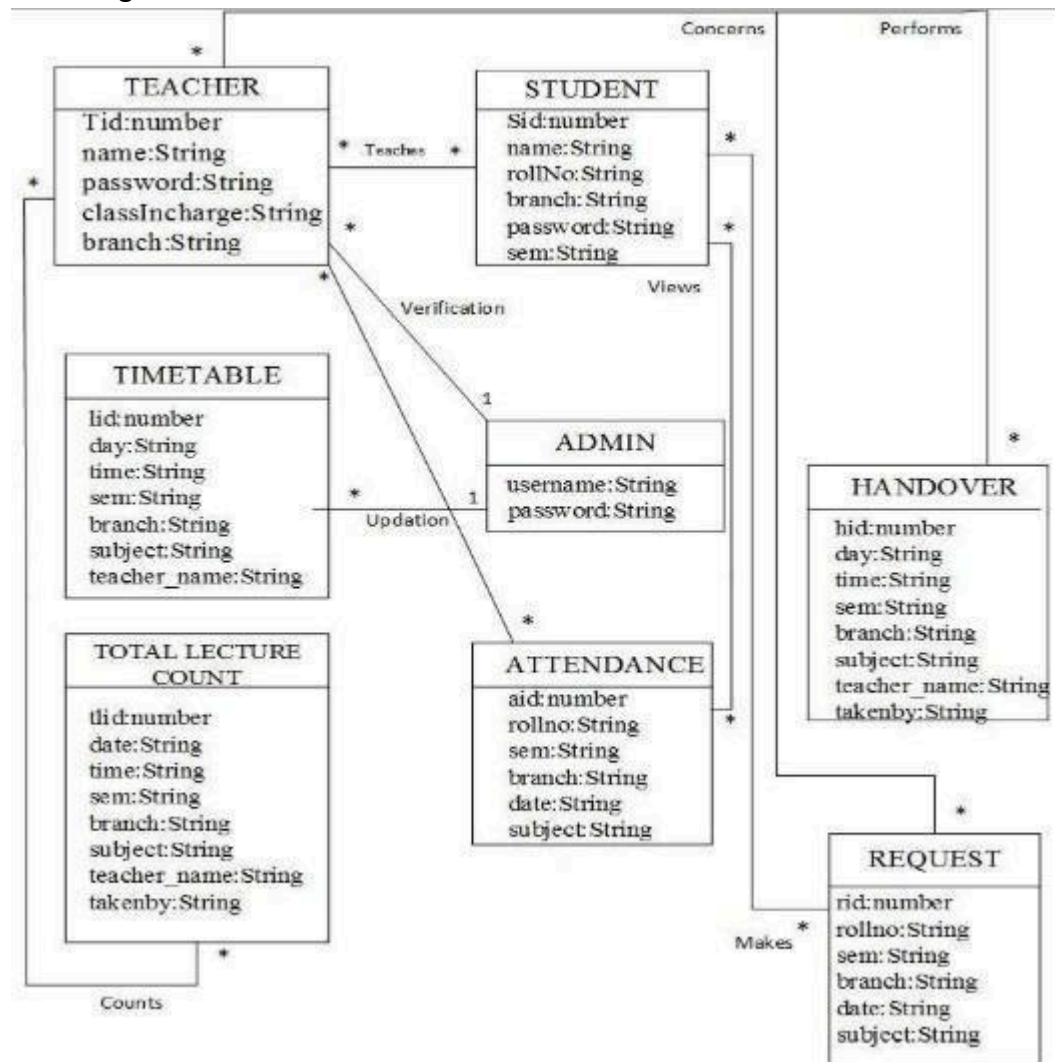 Concerns
Performs
*
TEACHER
Tid:number
name:String
password:String
classIncharge:String
branch:String
*
*
*
*
Teaches
*
STUDENT
Sid:number
name:String
rollNo:String
branch:String
password:String
sem:String
*
*
Views
Verification
1
TIMETABLE
lid:number
day:String
time:String
sem:String
branch:String
subject:String
teacher_name:String
*
Updation
1
ADMIN
username:String
password:String
*
HANDOVER
hid:number
day:String
time:String
sem:String
branch:String
subject:String
teacher_name:String
takenby:String
TOTAL LECTURE
COUNT
tlid:number
date:String
time:String
sem:String
branch:String
subject:String
teacher_name:String
takenby:String
*
Counts
*
ATTENDANCE
aid:number
rollno:String
sem:String
branch:String
date:String
subject:String
*
*
REQUEST
rid:number
rollno:String
sem:String
branch:String
date:String
subject:String
Makes
*